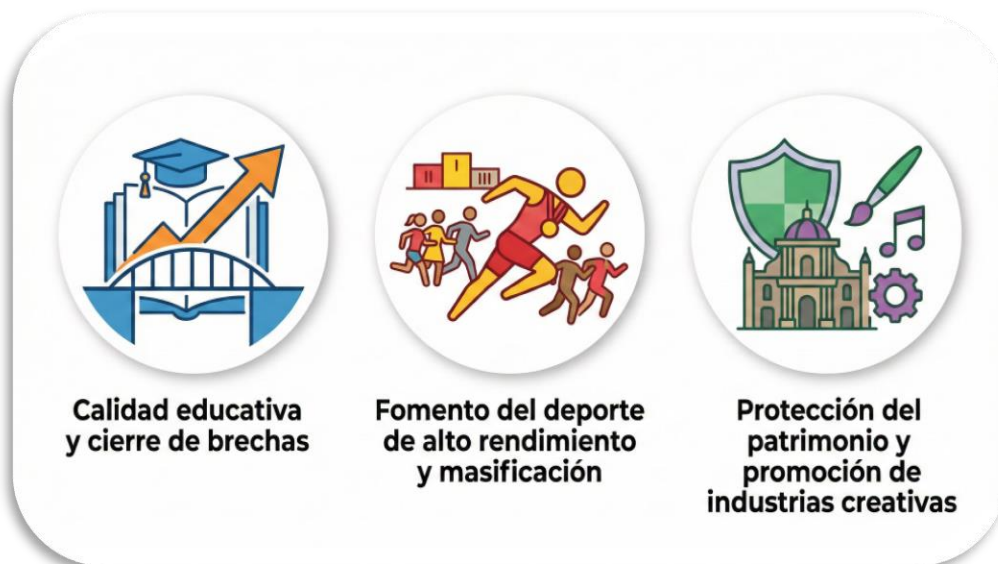 Calidad educativa
y cierre de brechas
Fomento del deporte
de alto rendimiento
y masificación
Protección del
patrimonio y
promoción de
industrias creativas